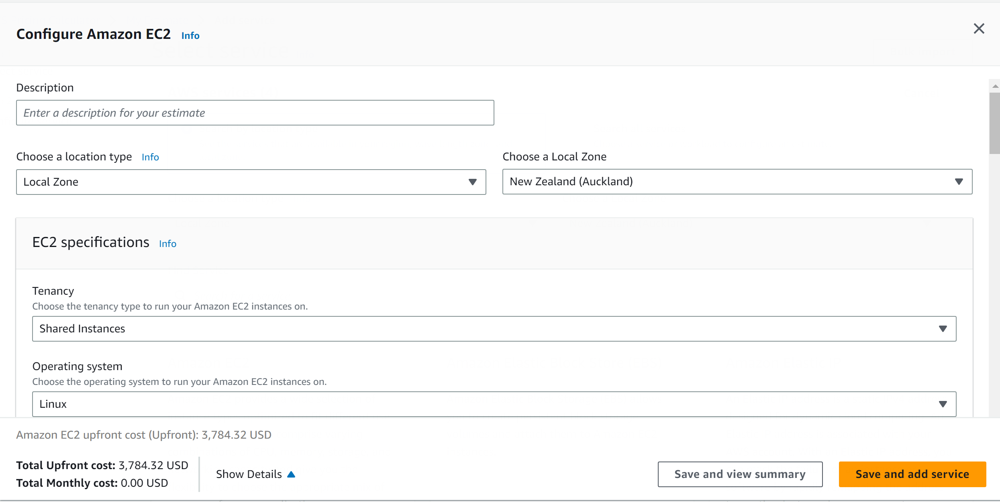 Configure Amazon EC2 Info
Description
Enter a description for your estimate
Choose a location type Info
Local Zone
Choose a Local Zone
New Zealand (Auckland)
EC2 specifications Info
Tenancy
Choose the tenancy type to run your Amazon EC2 instances on.
Shared Instances
Operating system
Choose the operating system to run your Amazon EC2 instances on.
Linux
Amazon EC2 upfront cost (Upfront): 3,784.32 USD
Total Upfront cost: 3,784.32 USD
Total Monthly cost: 0.00 USD
Show Details
Save and view summary
Save and add service